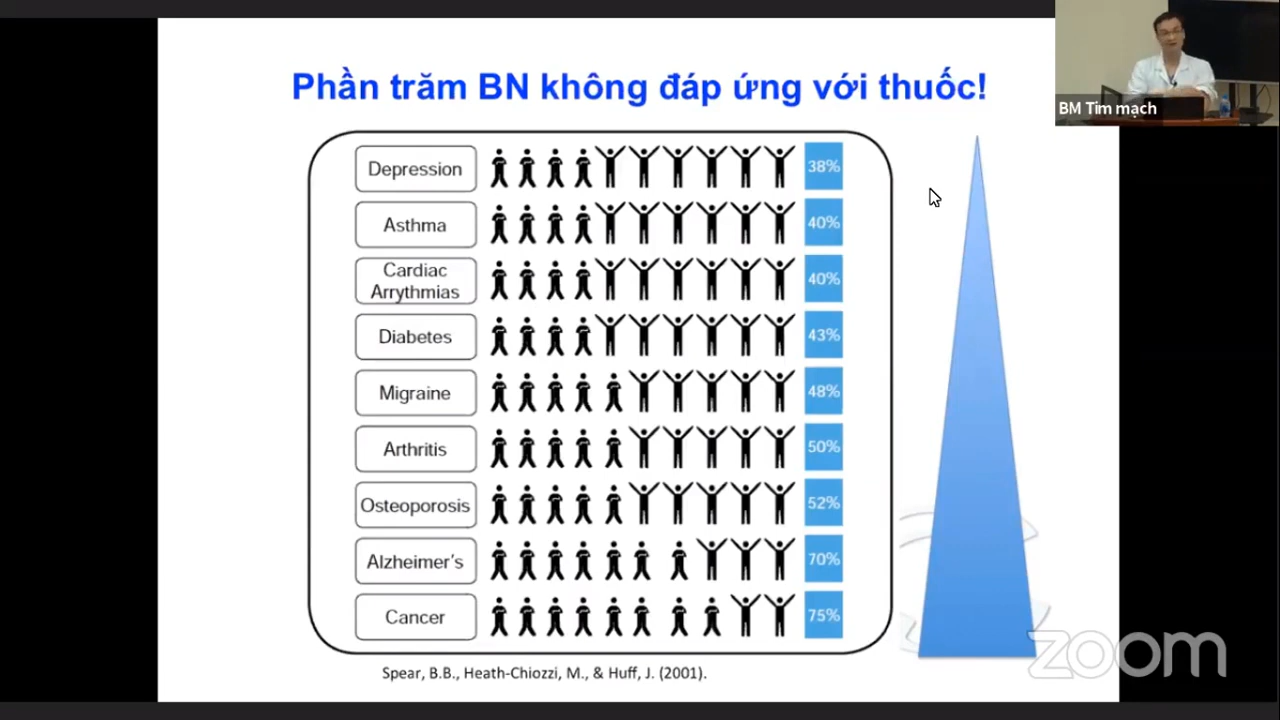 Phần trăm BN không đáp ứng với thuốc!
BM Tim mạch
Depression
38%
Asthma
40%
Cardiac
Arrythmias
40%
Diabetes
43%
Migraine
48%
Arthritis
50%
Osteoporosis
52%
Alzheimer's
70%
Cancer
75%
Spear, B.B., Heath-Chiozzi, M., & Huff, J. (2001).
zoom